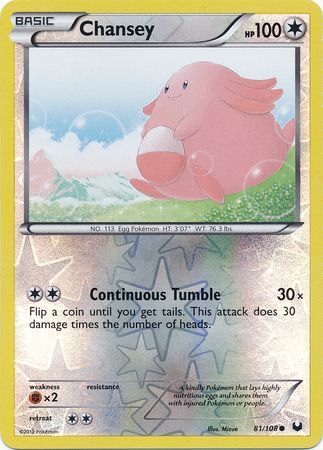 BASIC
Chansey
HP100
NO. 113 Egg Pokémon HT: 3'07" WT: 76.3 lbs.
Continuous Tumble 30×
Flip a coin until you get tails. This attack does 30
damage times the number of heads.
weakness
×2
resistance
retreat
A kindly Pokémon that lays highly
nutritious eggs and shares them
with injured Pokémon or people.
©2012 Pokémon
Illus. Mizue
81/108